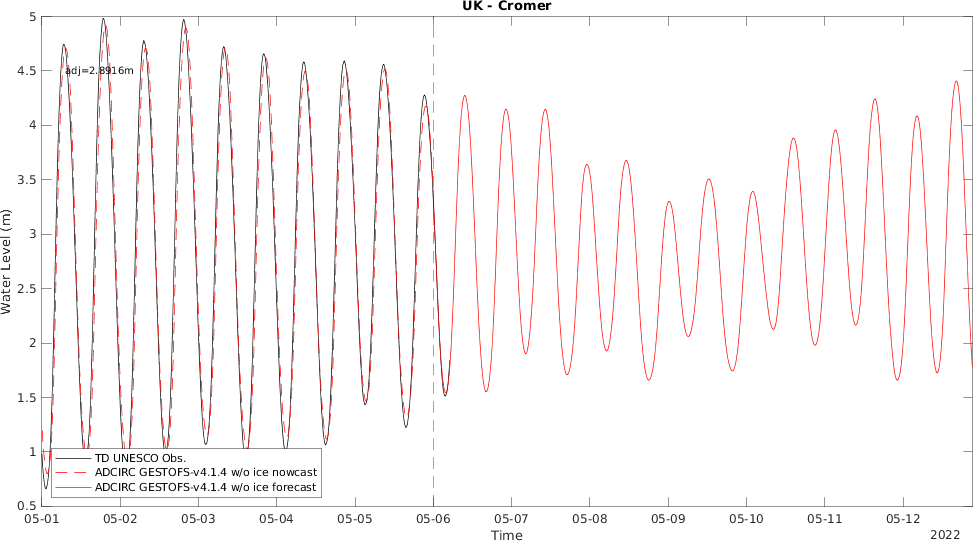 UK - Cromer
5
4.5
4
3.5
3
2.5
2
1.5
1
0.5
Water Level (m)
adj=2.8916m
TD UNESCO Obs.
ADCIRC GESTOFS-v4.1.4 w/o ice nowcast
ADCIRC GESTOFS-v4.1.4 w/o ice forecast
05-01 05-02 05-03 05-04 05-05 05-06 05-07 05-08 05-09 05-10 05-11 05-12
Time
2022